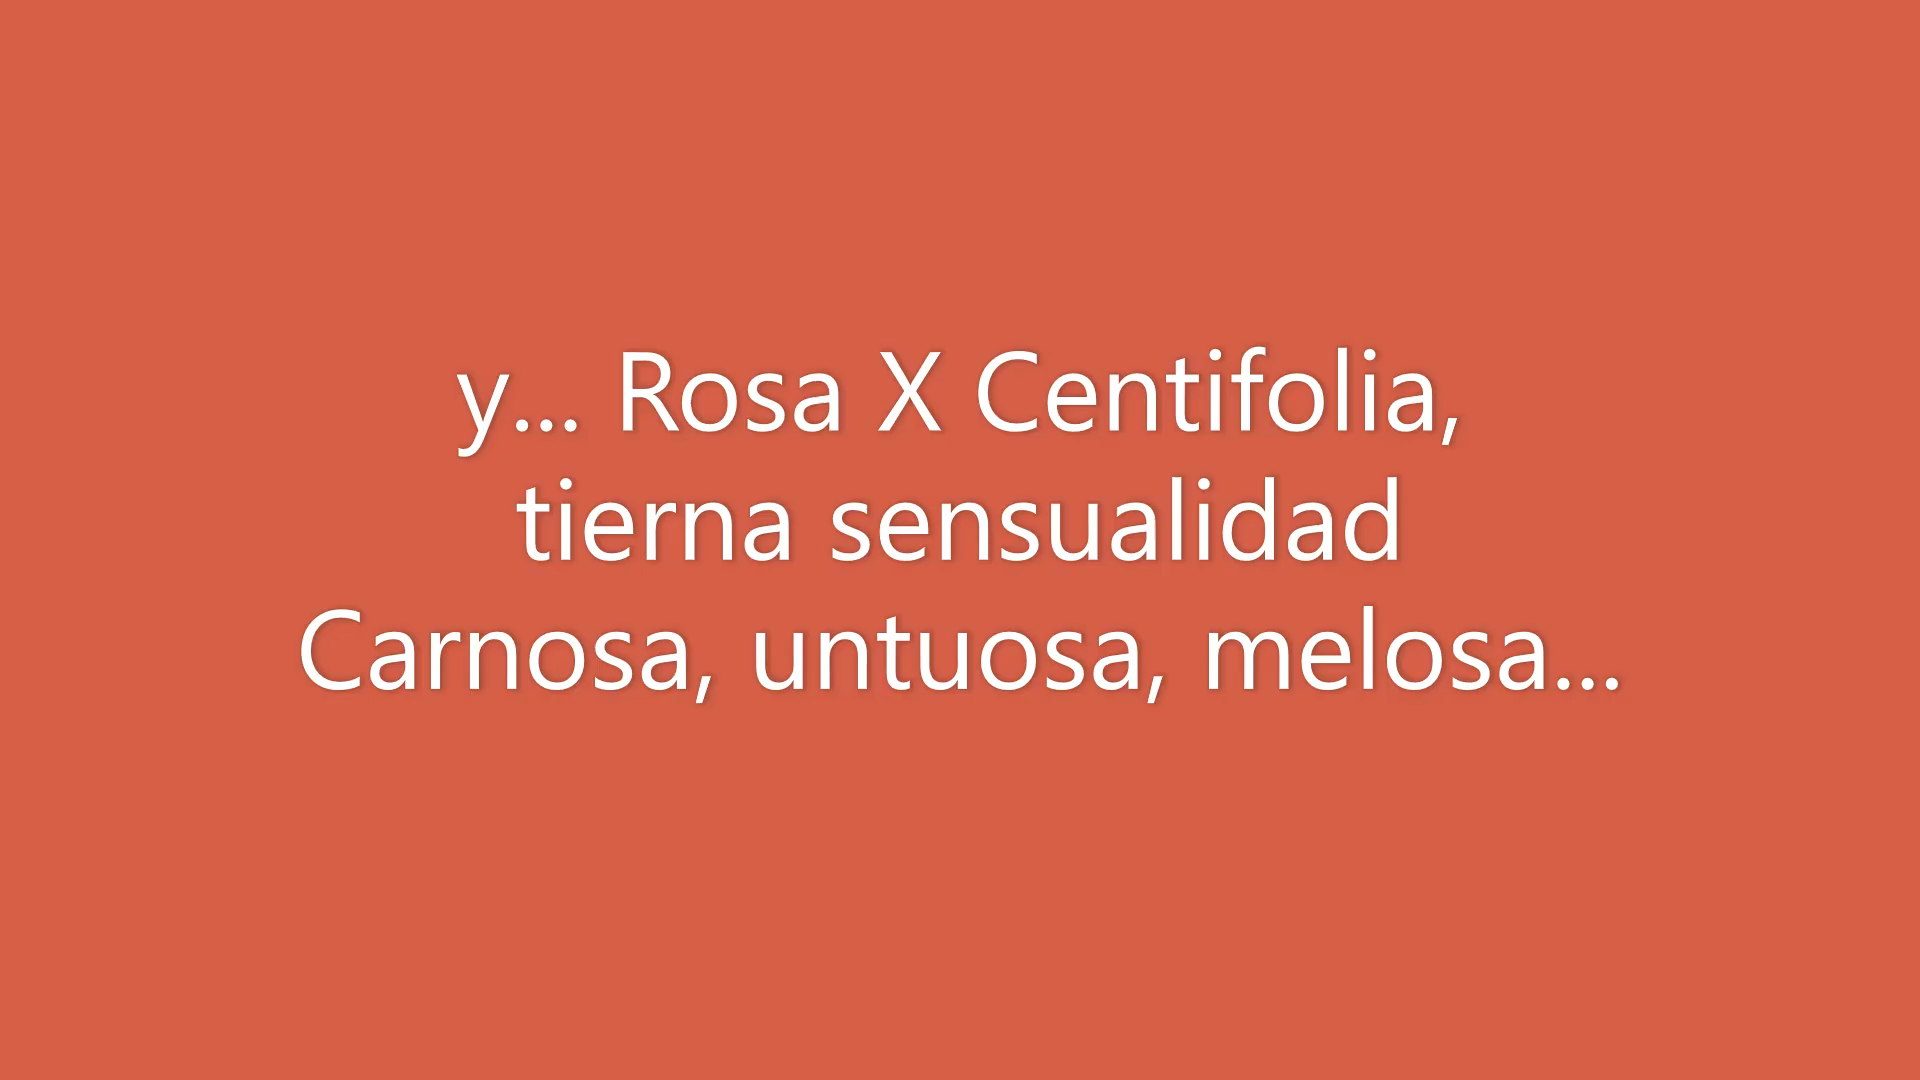 y... Rosa X Centifolia,
tierna sensualidad
Carnosa, untuosa, melosa...